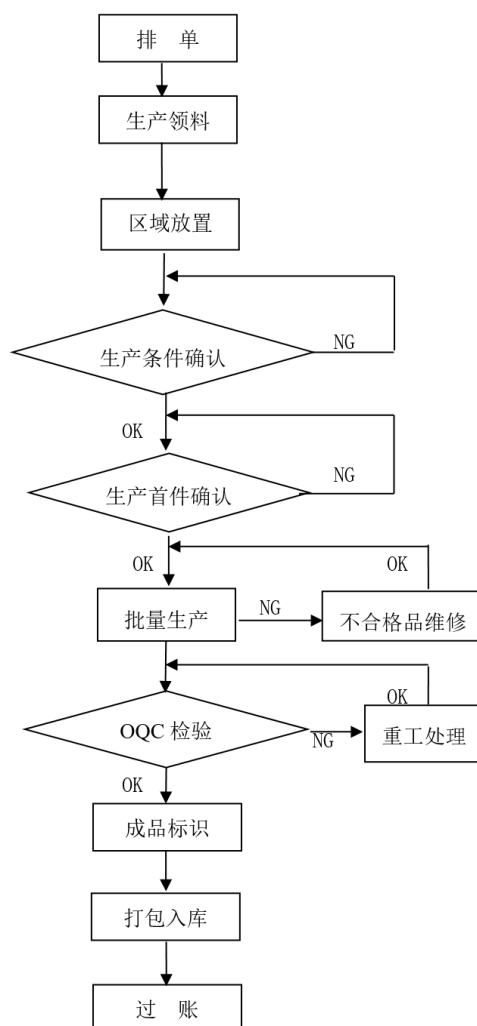 排 单
生产领料
区域放置
生产条件确认
NG
OK
生产首件确认
NG
OK
OK
批量生产
NG
不合格品维修
OK
OQC 检验
NG
重工处理
OK
成品标识
打包入库
过 账